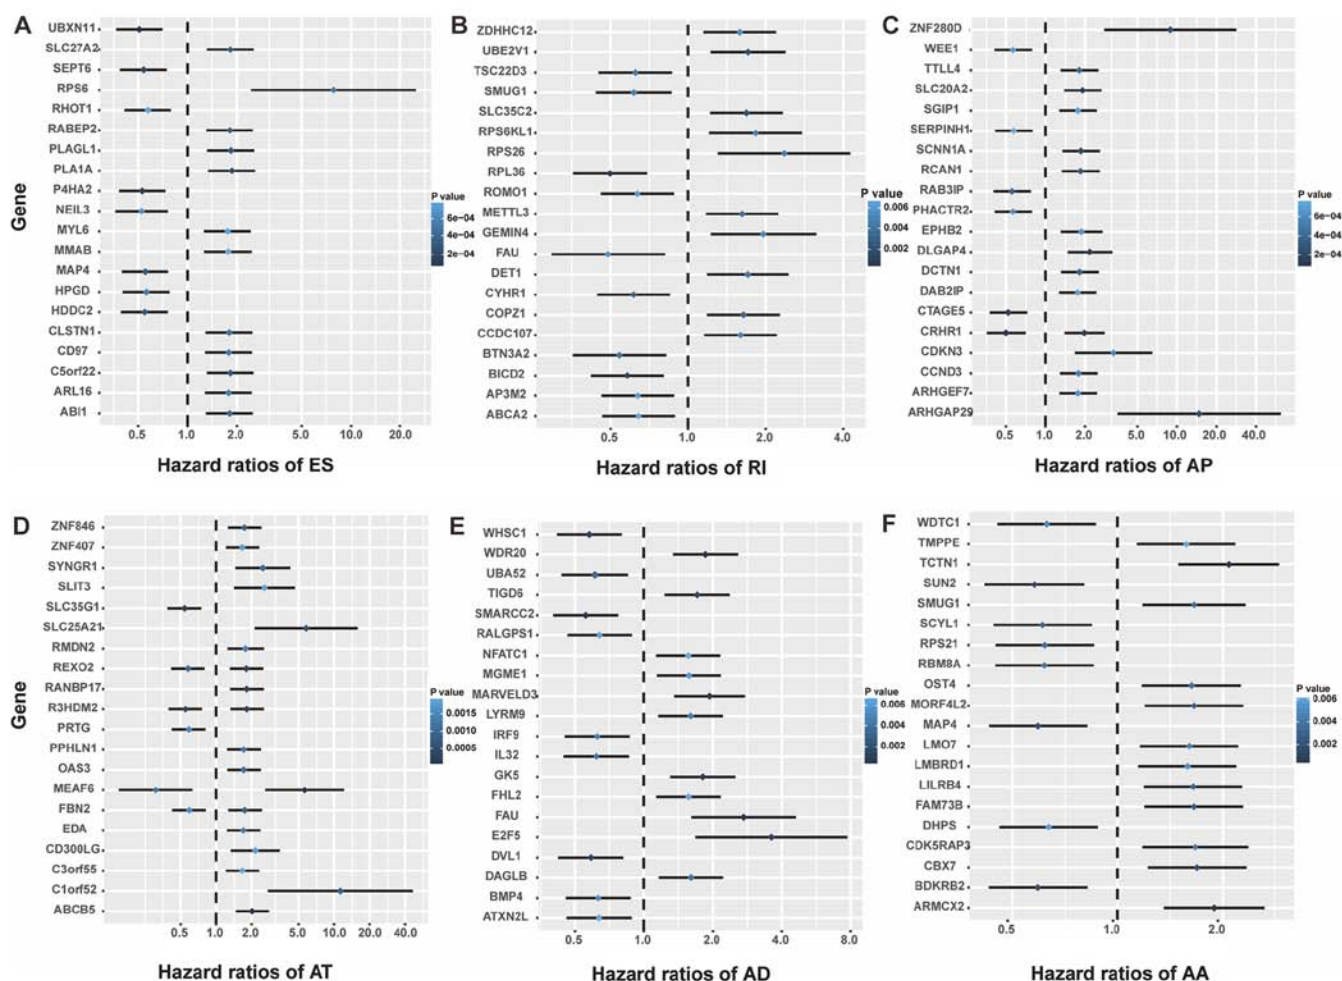 A
Gene
UBXN11
SLC27A2
SEPT6
RPS6
RHOT1
RABEP2
PLAGL1
PLA1A
P4HA2
NEIL3
MYL6
MMAB
MAP4
HPGD
HDDC2
CLSTN1
CD97
C5orf22
ARL16
ABI1
0.5 1.0 2.0 5.0 10.0 20.0
Hazard ratios of ES
P value
6e−04
4e−04
2e−04
B
ZDHHC12
UBE2V1
TSC22D3
SMUG1
SLC35C2
RPS6KL1
RPS26
RPL36
ROMO1
METTL3
GEMIN4
FAU
DET1
CYHR1
COPZ1
CCDC107
BTN3A2
BICD2
AP3M2
ABCA2
0.5 1.0 2.0 4.0
Hazard ratios of RI
P value
0.006
0.004
0.002
C
ZNF280D
WEE1
TTLL4
SLC20A2
SGIP1
SERPINH1
SCNN1A
RCAN1
RAB3IP
PHACTR2
EPHB2
DLGAP4
DCTN1
DAB2IP
CTAGE5
CRHR1
CDKN3
CCND3
ARHGEF7
ARHGAP29
0.5 1.0 2.0 5.0 10.0 20.0 40.0
Hazard ratios of AP
P value
6e−04
4e−04
2e−04
D
Gene
ZNF846
ZNF407
SYNGR1
SLIT3
SLC35G1
SLC25A21
RMDN2
REXO2
RANBP17
R3HDM2
PRTG
PPHLN1
OAS3
MEAF6
FBN2
EDA
CD300LG
C3orf55
C1orf52
ABCB5
0.5 1.0 2.0 5.0 10.0 20.0 40.0
Hazard ratios of AT
P value
0.0015
0.0010
0.0005
E
WHSC1
WDR20
UBA52
TIGD6
SMARCC2
RALGPS1
NFATC1
MGME1
MARVELD3
LYRM9
IRF9
IL32
GK5
FHL2
FAU
E2F5
DVL1
DAGLB
BMP4
ATXN2L
0.5 1.0 2.0 4.0 8.0
Hazard ratios of AD
P value
0.006
0.004
0.002
F
WDTC1
TMPPE
TCTN1
SUN2
SMUG1
SCYL1
RPS21
RBM8A
OST4
MORF4L2
MAP4
LMO7
LMBRD1
LILRB4
FAM73B
DHPS
CDK5RAP3
CBX7
BDKRB2
ARMCX2
0.5 1.0 2.0
Hazard ratios of AA
P value
0.006
0.004
0.002